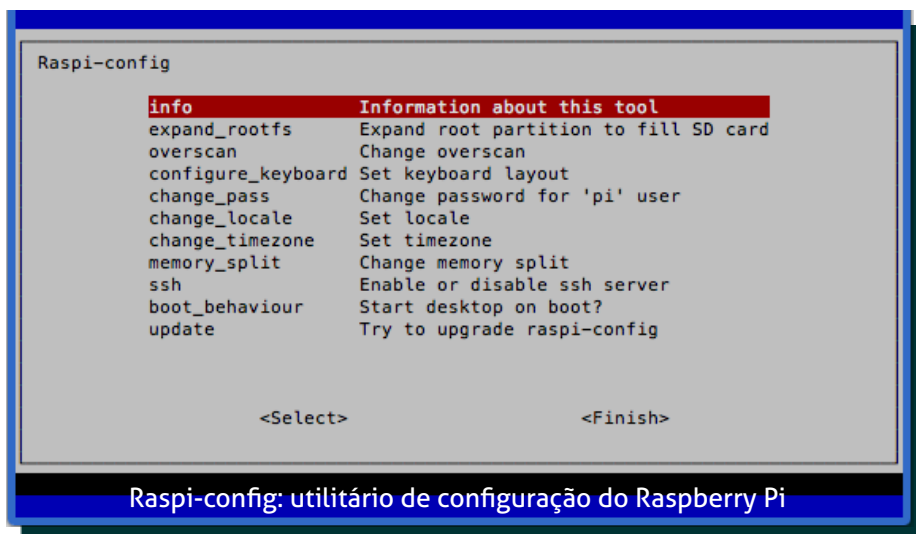 Raspi-config
info Information about this tool
expand_rootfs Expand root partition to fill SD card
overscan Change overscan
configure_keyboard Set keyboard layout
change_pass Change password for 'pi' user
change_locale Set locale
change_timezone Set timezone
memory_split Change memory split
ssh Enable or disable ssh server
boot_behaviour Start desktop on boot?
update Try to upgrade raspi-config
<Select> <Finish>
Raspi-config: utilitário de configuração do Raspberry Pi